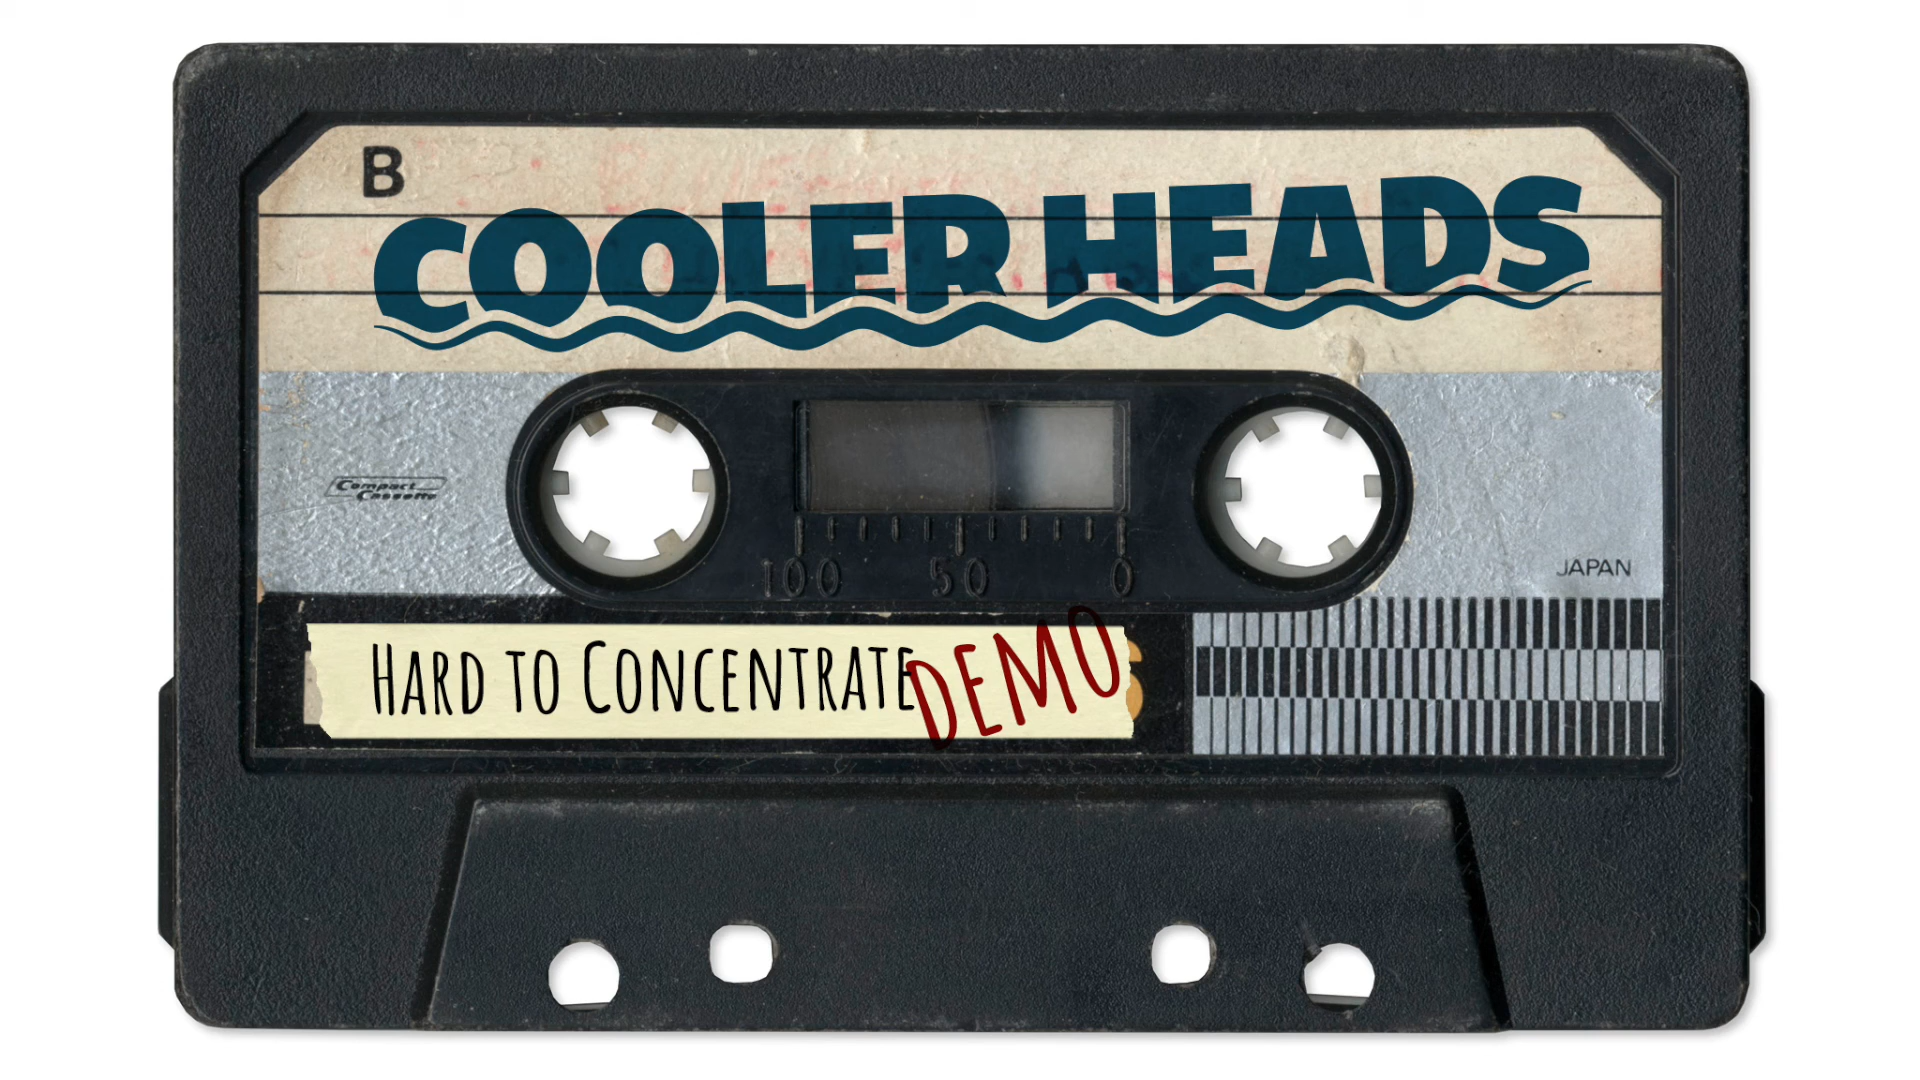 B
COOLER HEADS
Compact
Cassette
JAPAN
100 50 0
HARD TO CONCENTRATE
DEMO